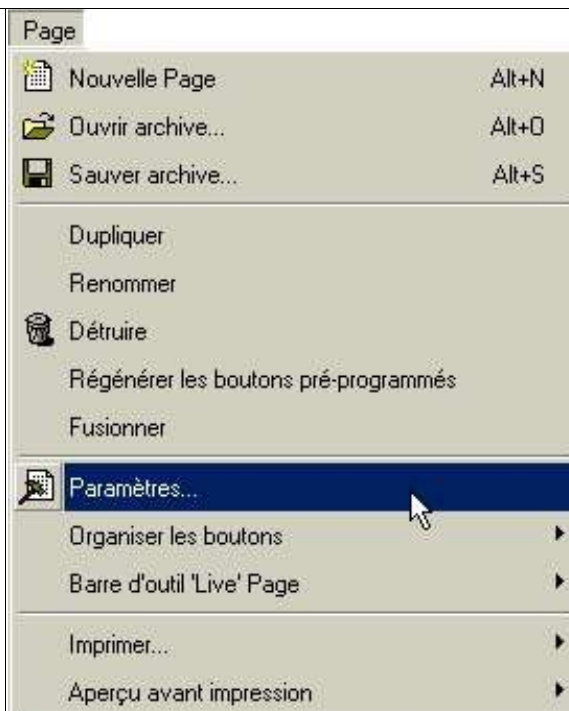 Page
Nouvelle Page Alt+N
Ouvrir archive... Alt+O
Sauver archive... Alt+S
Dupliquer
Renommer
Détruire
Régénérer les boutons pré-programmés
Fusionner
Paramètres...
Organiser les boutons
Barre d'outil 'Live' Page
Imprimer...
Aperçu avant impression